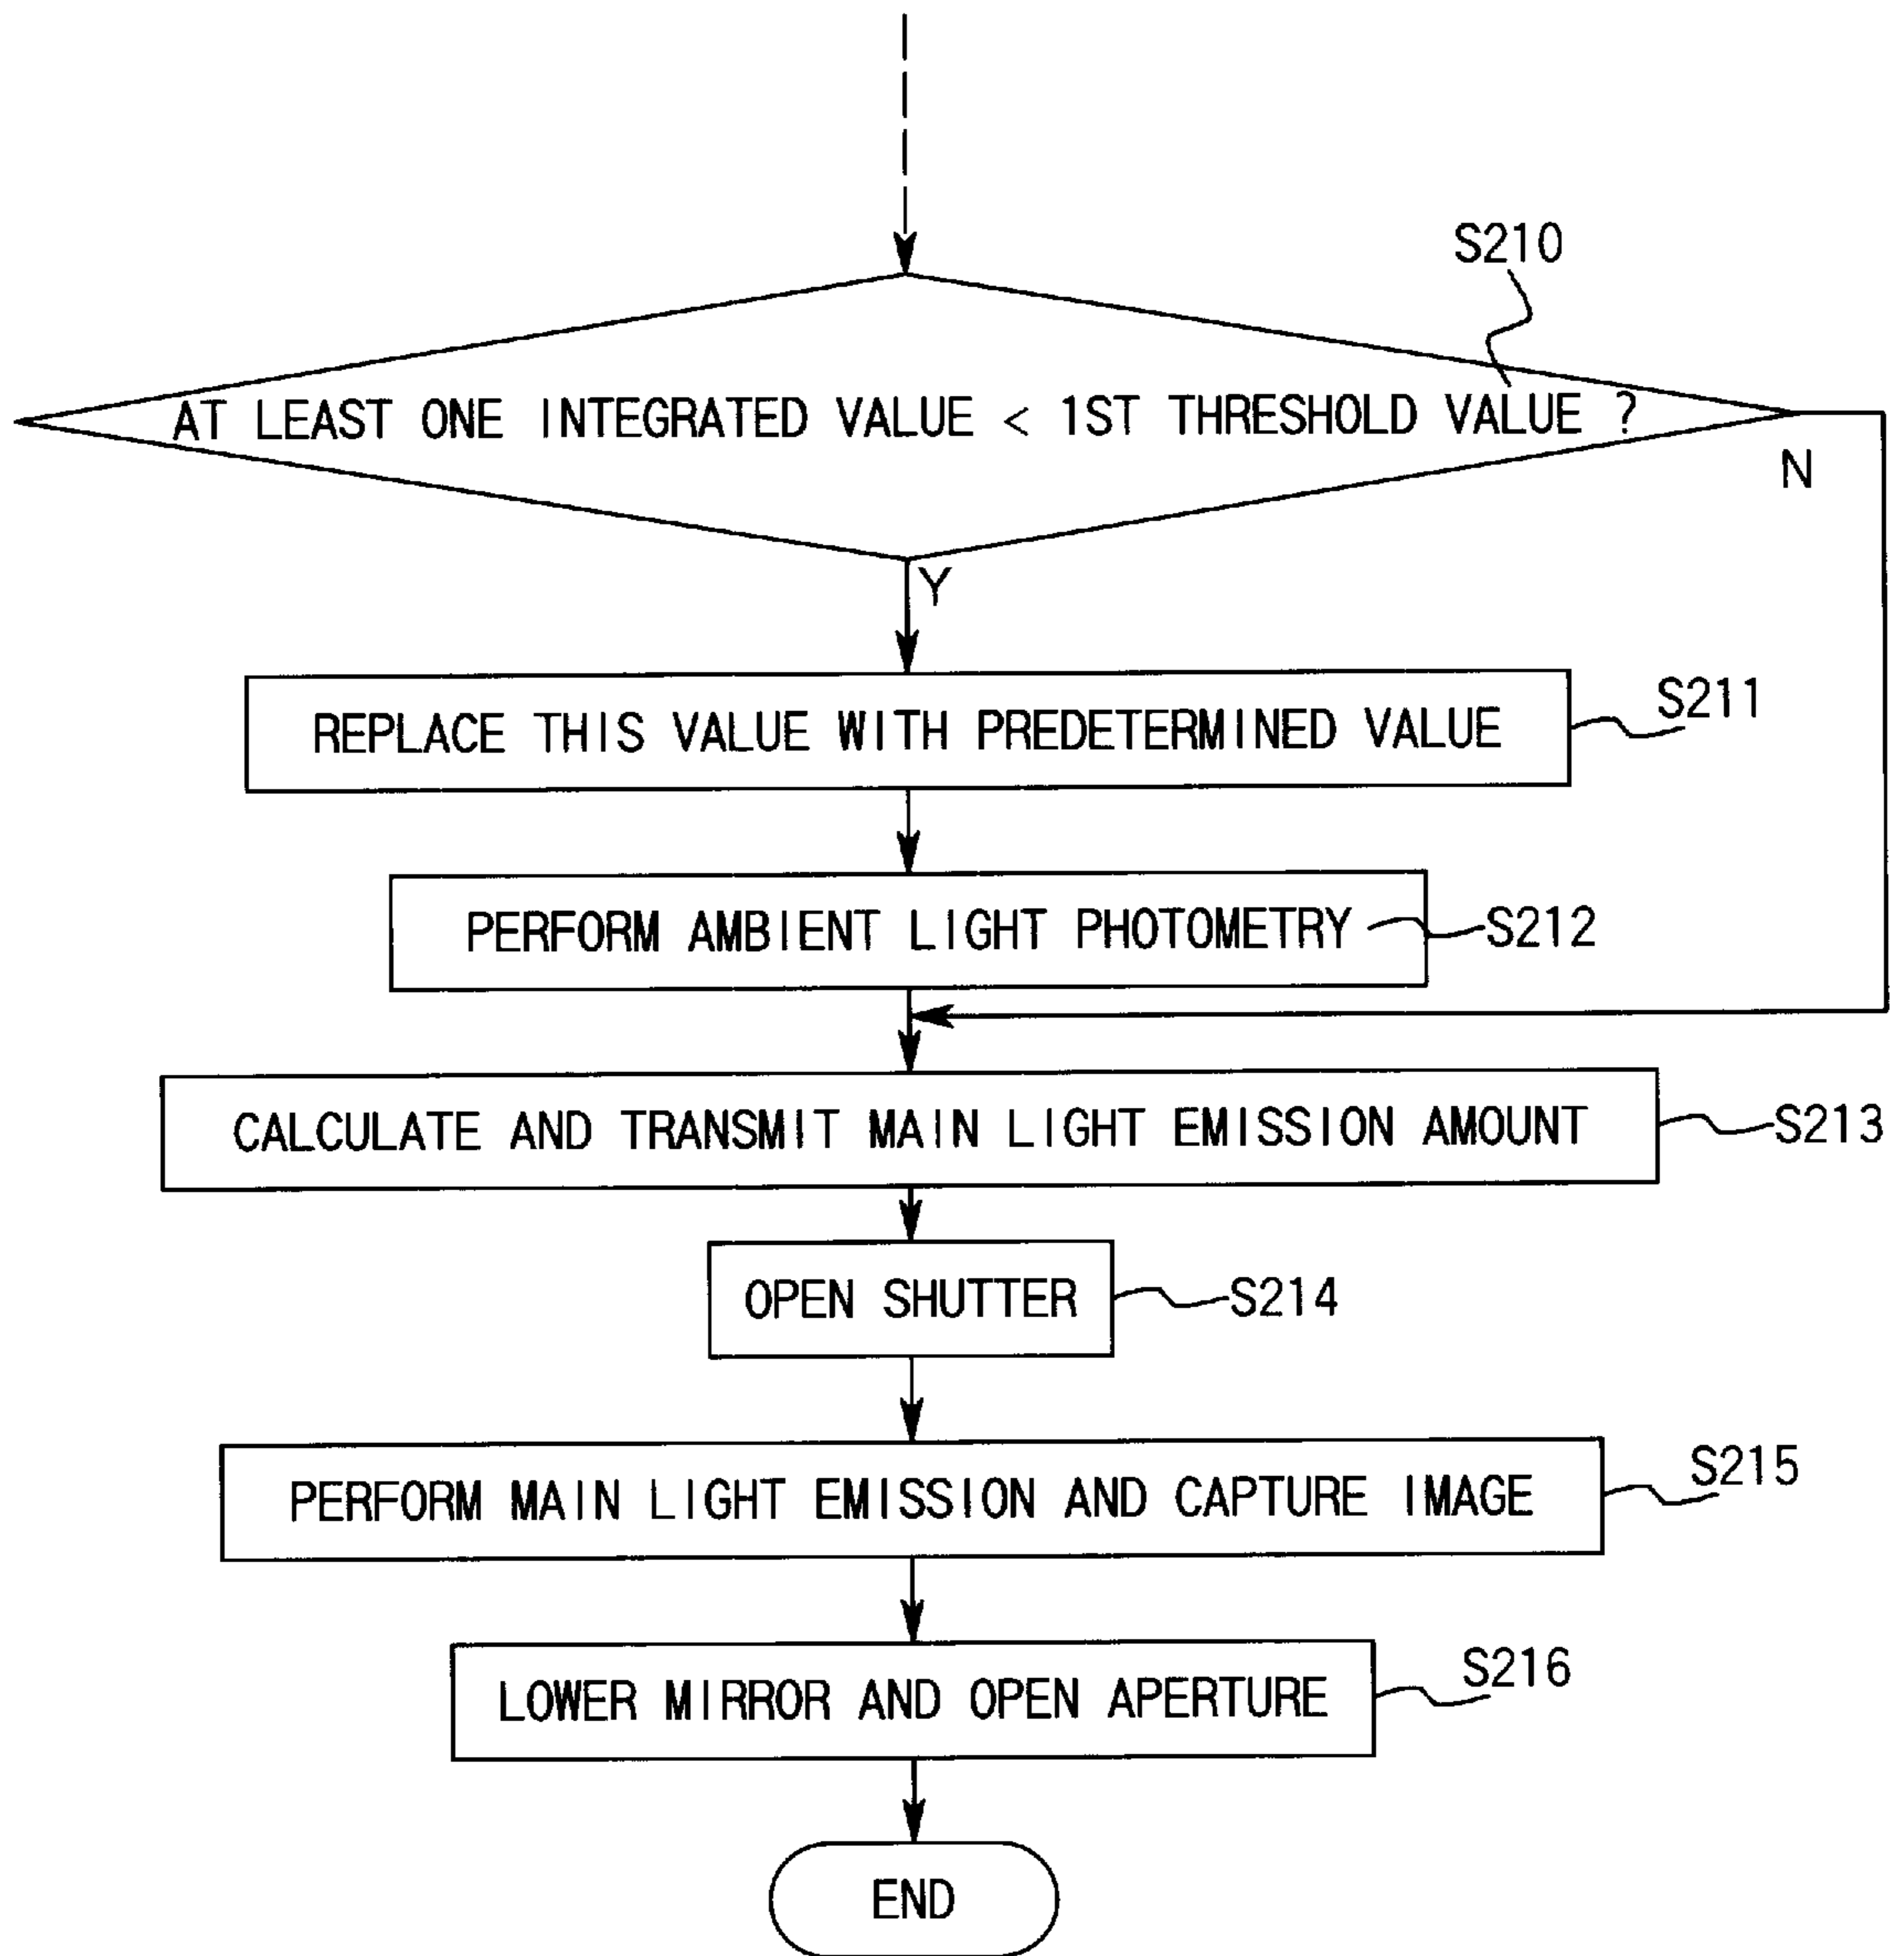 S210
AT LEAST ONE INTEGRATED VALUE < 1ST THRESHOLD VALUE ?
N
Y
REPLACE THIS VALUE WITH PREDETERMINED VALUE
S211
PERFORM AMBIENT LIGHT PHOTOMETRY
S212
CALCULATE AND TRANSMIT MAIN LIGHT EMISSION AMOUNT
S213
OPEN SHUTTER
S214
PERFORM MAIN LIGHT EMISSION AND CAPTURE IMAGE
S215
LOWER MIRROR AND OPEN APERTURE
S216
END